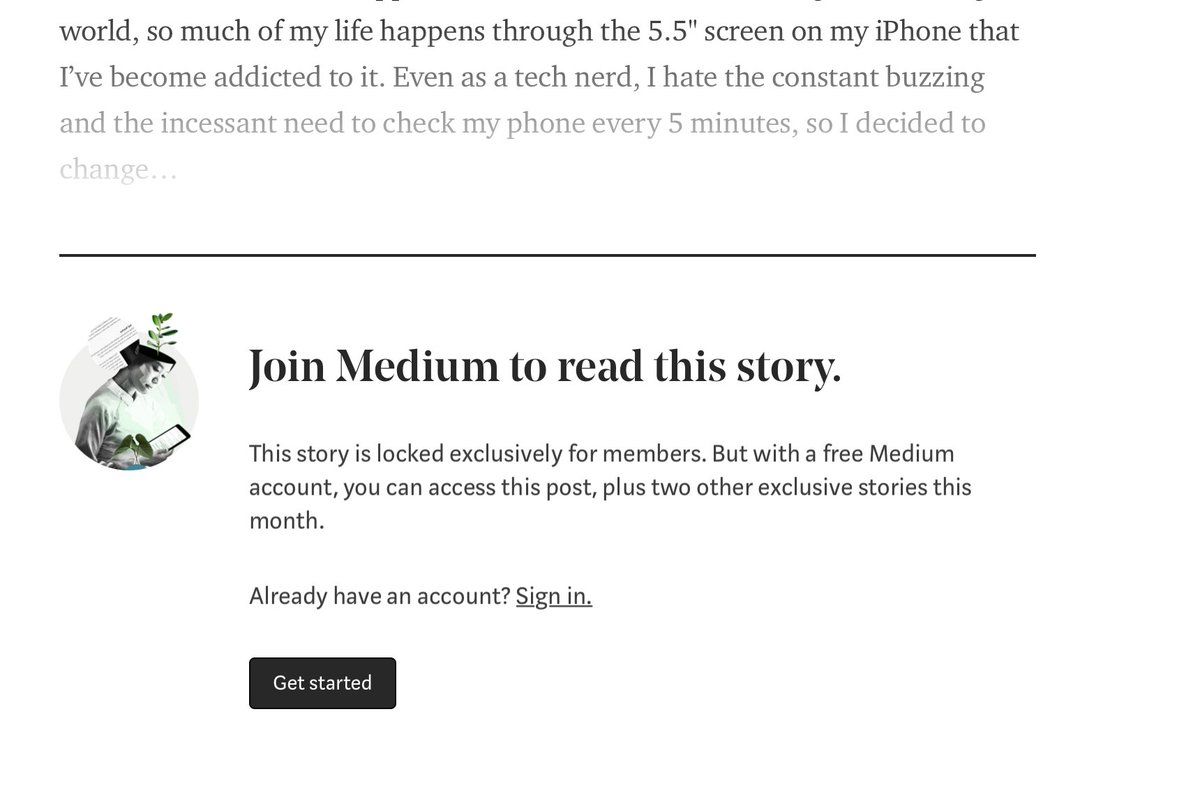 world, so much of my life happens through the 5.5" screen on my iPhone that
I’ve become addicted to it. Even as a tech nerd, I hate the constant buzzing
and the incessant need to check my phone every 5 minutes, so I decided to
change…
Join Medium to read this story.
This story is locked exclusively for members. But with a free Medium
account, you can access this post, plus two other exclusive stories this
month.
Already have an account? Sign in.
Get started